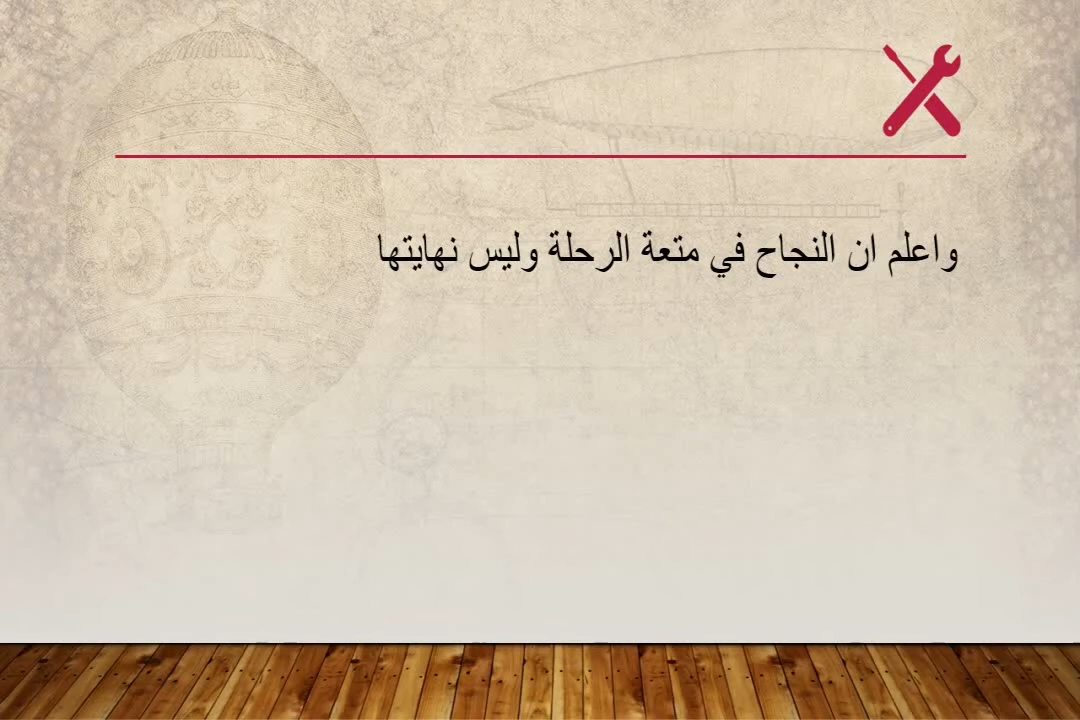 واعلم ان النجاح في متعة الرحلة وليس نهايتها